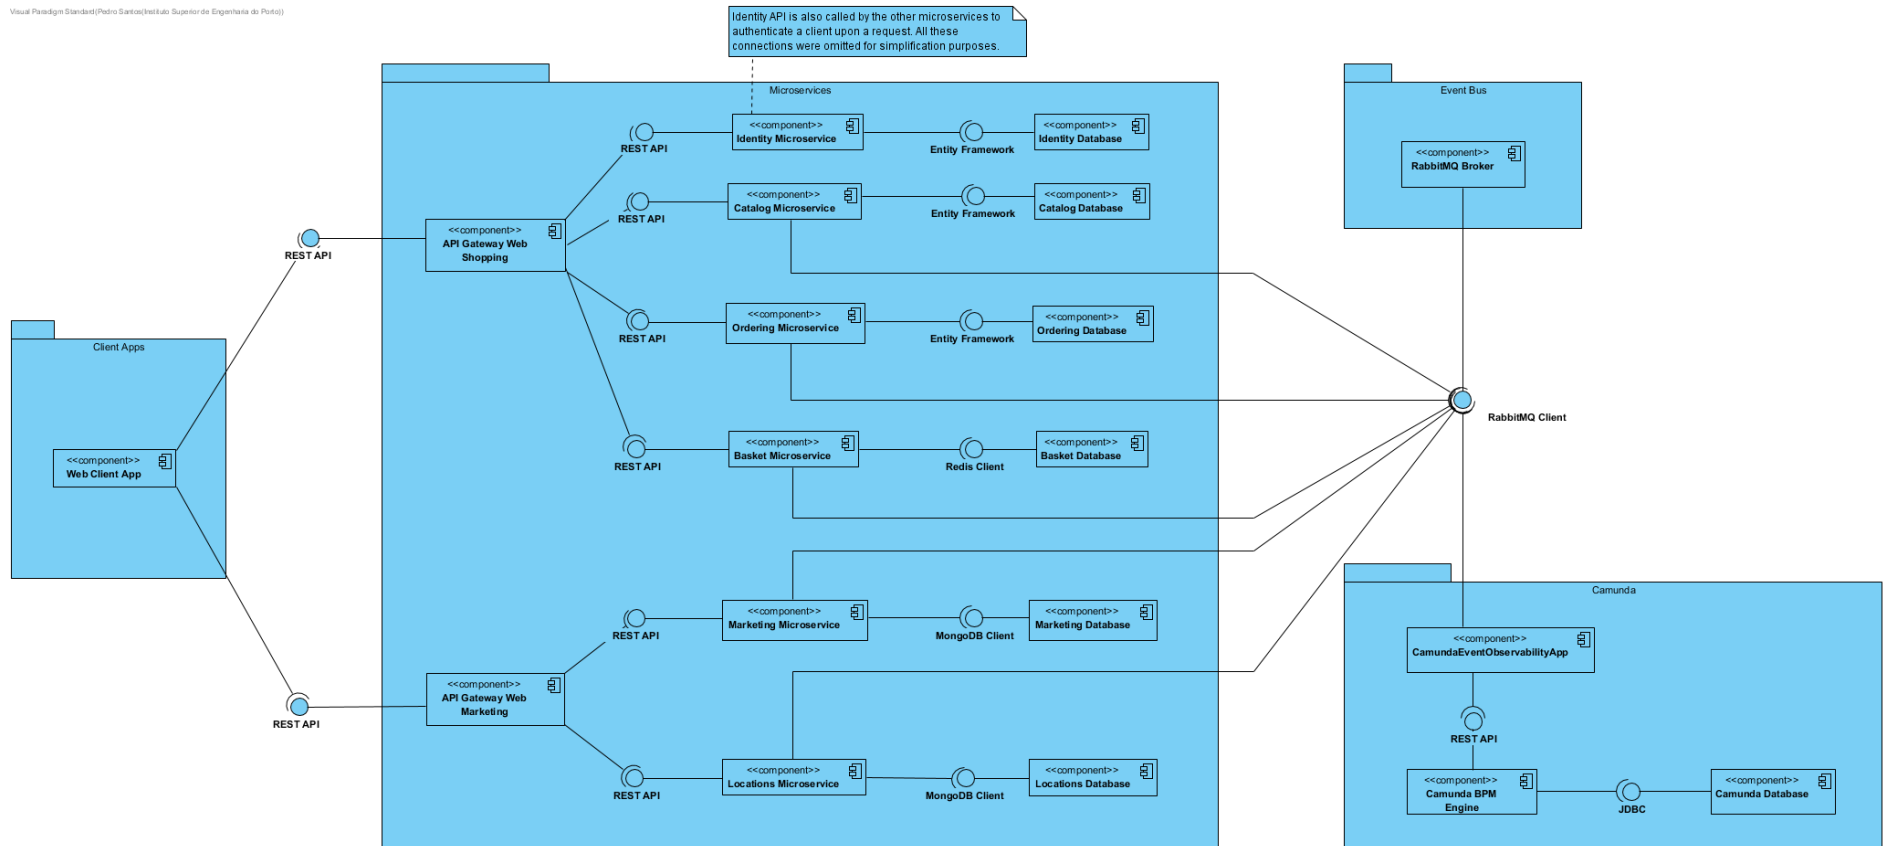 Visual Paradigm Standard(Pedro Santos(Instituto Superior de Engenharia do Porto))
Identity API is also called by the other microservices to
authenticate a client upon a request. All these
connections were omitted for simplification purposes.
Microservices
Event Bus
<<component>>
Identity Microservice
REST API
Entity Framework
<<component>>
Identity Database
<<component>>
RabbitMQ Broker
<<component>>
Catalog Microservice
REST API
Entity Framework
<<component>>
Catalog Database
<<component>>
API Gateway Web
Shopping
REST API
<<component>>
Ordering Microservice
REST API
Entity Framework
<<component>>
Ordering Database
Client Apps
<<component>>
Web Client App
RabbitMQ Client
<<component>>
Basket Microservice
REST API
Redis Client
<<component>>
Basket Database
Camunda
<<component>>
Marketing Microservice
REST API
MongoDB Client
<<component>>
Marketing Database
<<component>>
CamundaEventObservabilityApp
<<component>>
API Gateway Web
Marketing
REST API
REST API
<<component>>
Locations Microservice
REST API
MongoDB Client
<<component>>
Locations Database
<<component>>
Camunda BPM
Engine
JDBC
<<component>>
Camunda Database